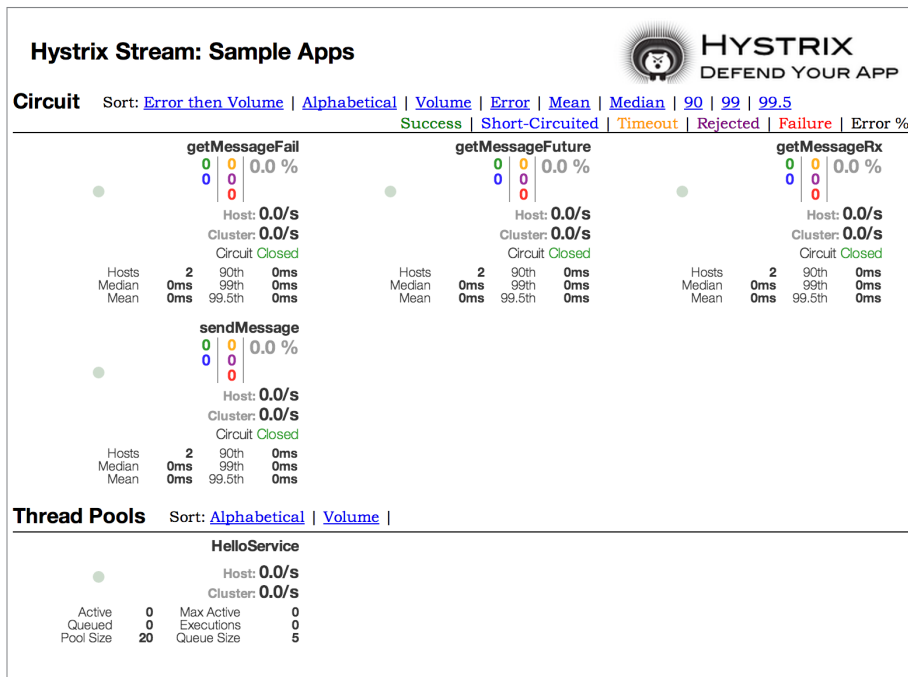 Hystrix Stream: Sample Apps
HYSTRIX
DEFEND YOUR APP
Circuit Sort: Error then Volume | Alphabetical | Volume | Error | Mean | Median | 90 | 99 | 99.5
Success | Short-Circuited | Timeout | Rejected | Failure | Error %
getMessageFail
0 0 0.0 %
0 0
0
Host: 0.0/s
Cluster: 0.0/s
Circuit Closed
Hosts 2 90th 0ms
Median 0ms 99th 0ms
Mean 0ms 99.5th 0ms
getMessageFuture
0 0 0.0 %
0 0
0
Host: 0.0/s
Cluster: 0.0/s
Circuit Closed
Hosts 2 90th 0ms
Median 0ms 99th 0ms
Mean 0ms 99.5th 0ms
getMessageRx
0 0 0.0 %
0 0
0
Host: 0.0/s
Cluster: 0.0/s
Circuit Closed
Hosts 2 90th 0ms
Median 0ms 99th 0ms
Mean 0ms 99.5th 0ms
sendMessage
0 0 0.0 %
0 0
0
Host: 0.0/s
Cluster: 0.0/s
Circuit Closed
Hosts 2 90th 0ms
Median 0ms 99th 0ms
Mean 0ms 99.5th 0ms
Thread Pools Sort: Alphabetical | Volume |
HelloService
Host: 0.0/s
Cluster: 0.0/s
Active 0 Max Active 0
Queued 0 Executions 0
Pool Size 20 Queue Size 5